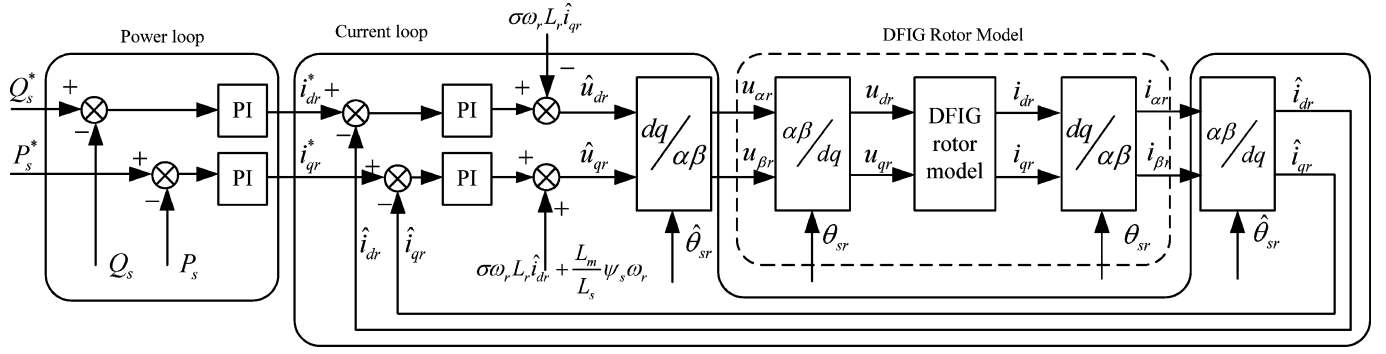 σω_r L_r î_qr
Power loop
Current loop
DFIG Rotor Model
Q_s^*
+
−
PI
i_dr^*
+
−
PI
+
−
û_dr
dq/αβ
u_αr
αβ/dq
u_dr
DFIG
rotor
model
i_dr
dq/αβ
i_αr
αβ/dq
î_dr
P_s^*
+
−
PI
i_qr^*
+
−
PI
+
+
û_qr
u_βr
u_qr
i_qr
i_βr
î_qr
Q_s
P_s
î_dr
î_qr
σω_r L_r î_dr + L_m/L_s ψ_s ω_r
θ̂_sr
θ_sr
θ_sr
θ̂_sr